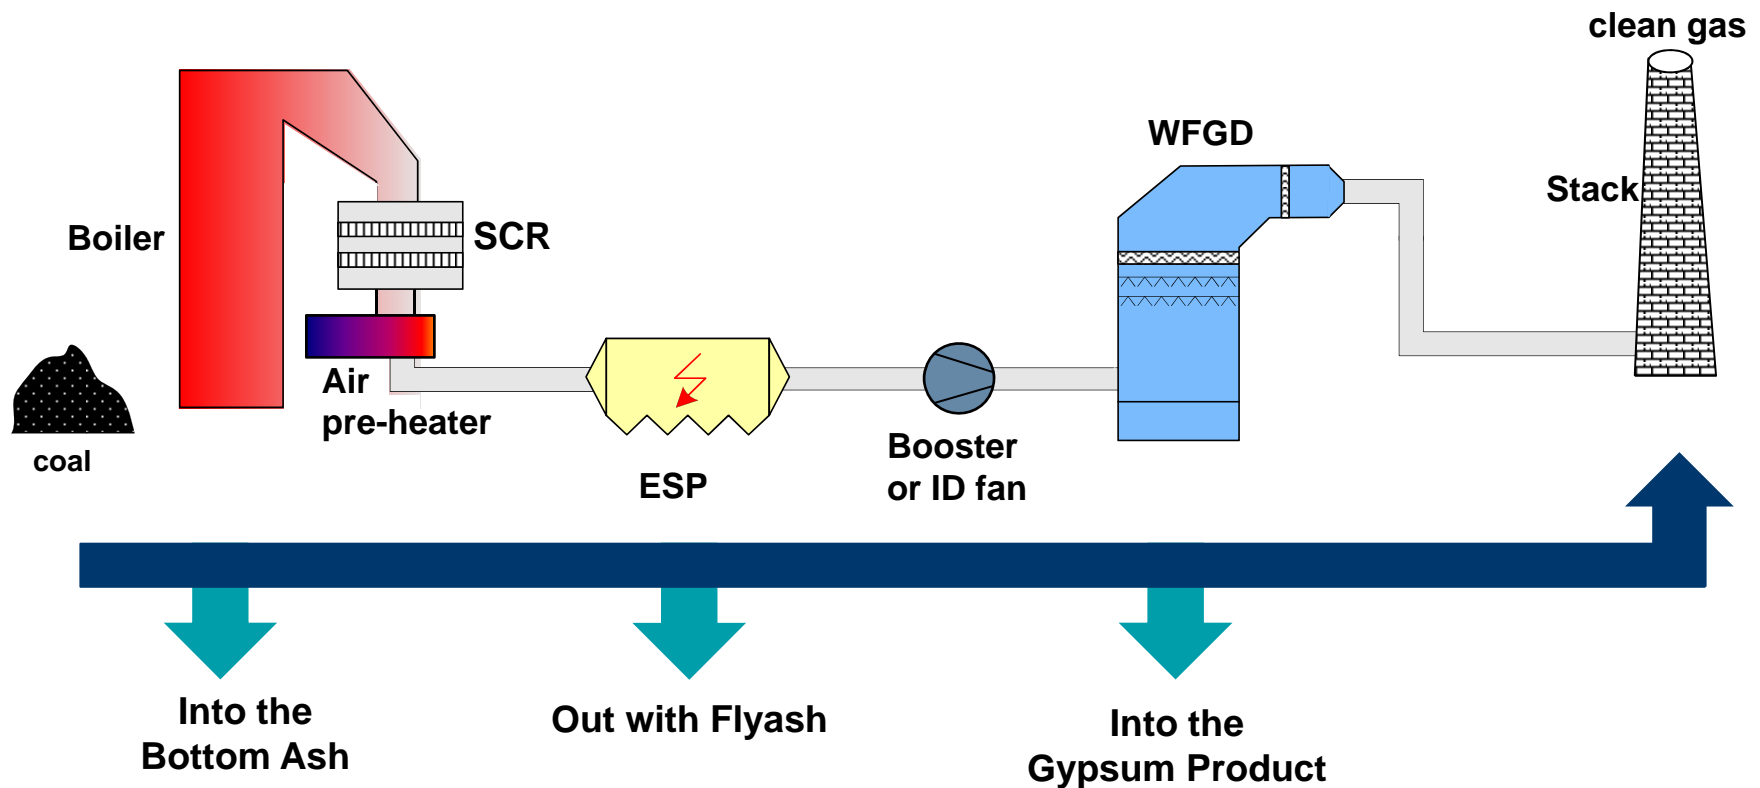 clean gas
WFGD
Stack
Boiler
SCR
Air
pre-heater
coal
ESP
Booster
or ID fan
Into the
Bottom Ash
Out with Flyash
Into the
Gypsum Product